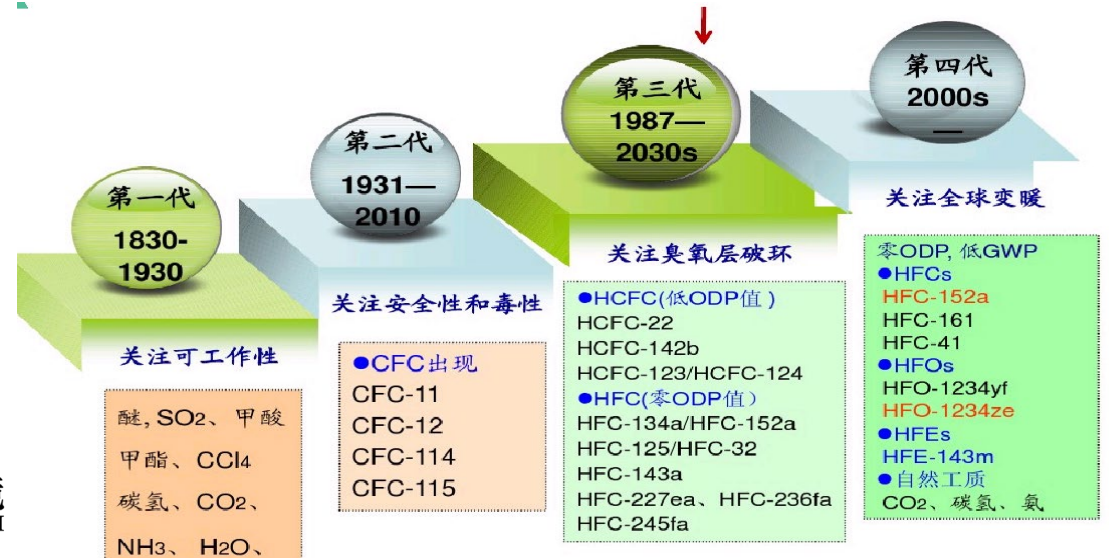 第一代
1830-
1930
关注可工作性
醚, SO2、甲酸
甲酯、CCl4
碳氢、CO2、
NH3、H2O、
第二代
1931—
2010
关注安全性和毒性
●CFC出现
CFC-11
CFC-12
CFC-114
CFC-115
第三代
1987—
2030s
关注臭氧层破环
●HCFC(低ODP值)
HCFC-22
HCFC-142b
HCFC-123/HCFC-124
●HFC(零ODP值)
HFC-134a/HFC-152a
HFC-125/HFC-32
HFC-143a
HFC-227ea、HFC-236fa
HFC-245fa
第四代
2000s
—
关注全球变暖
零ODP, 低GWP
●HFCs
HFC-152a
HFC-161
HFC-41
●HFOs
HFO-1234yf
HFO-1234ze
●HFEs
HFE-143m
●自然工质
CO2、碳氢、氨